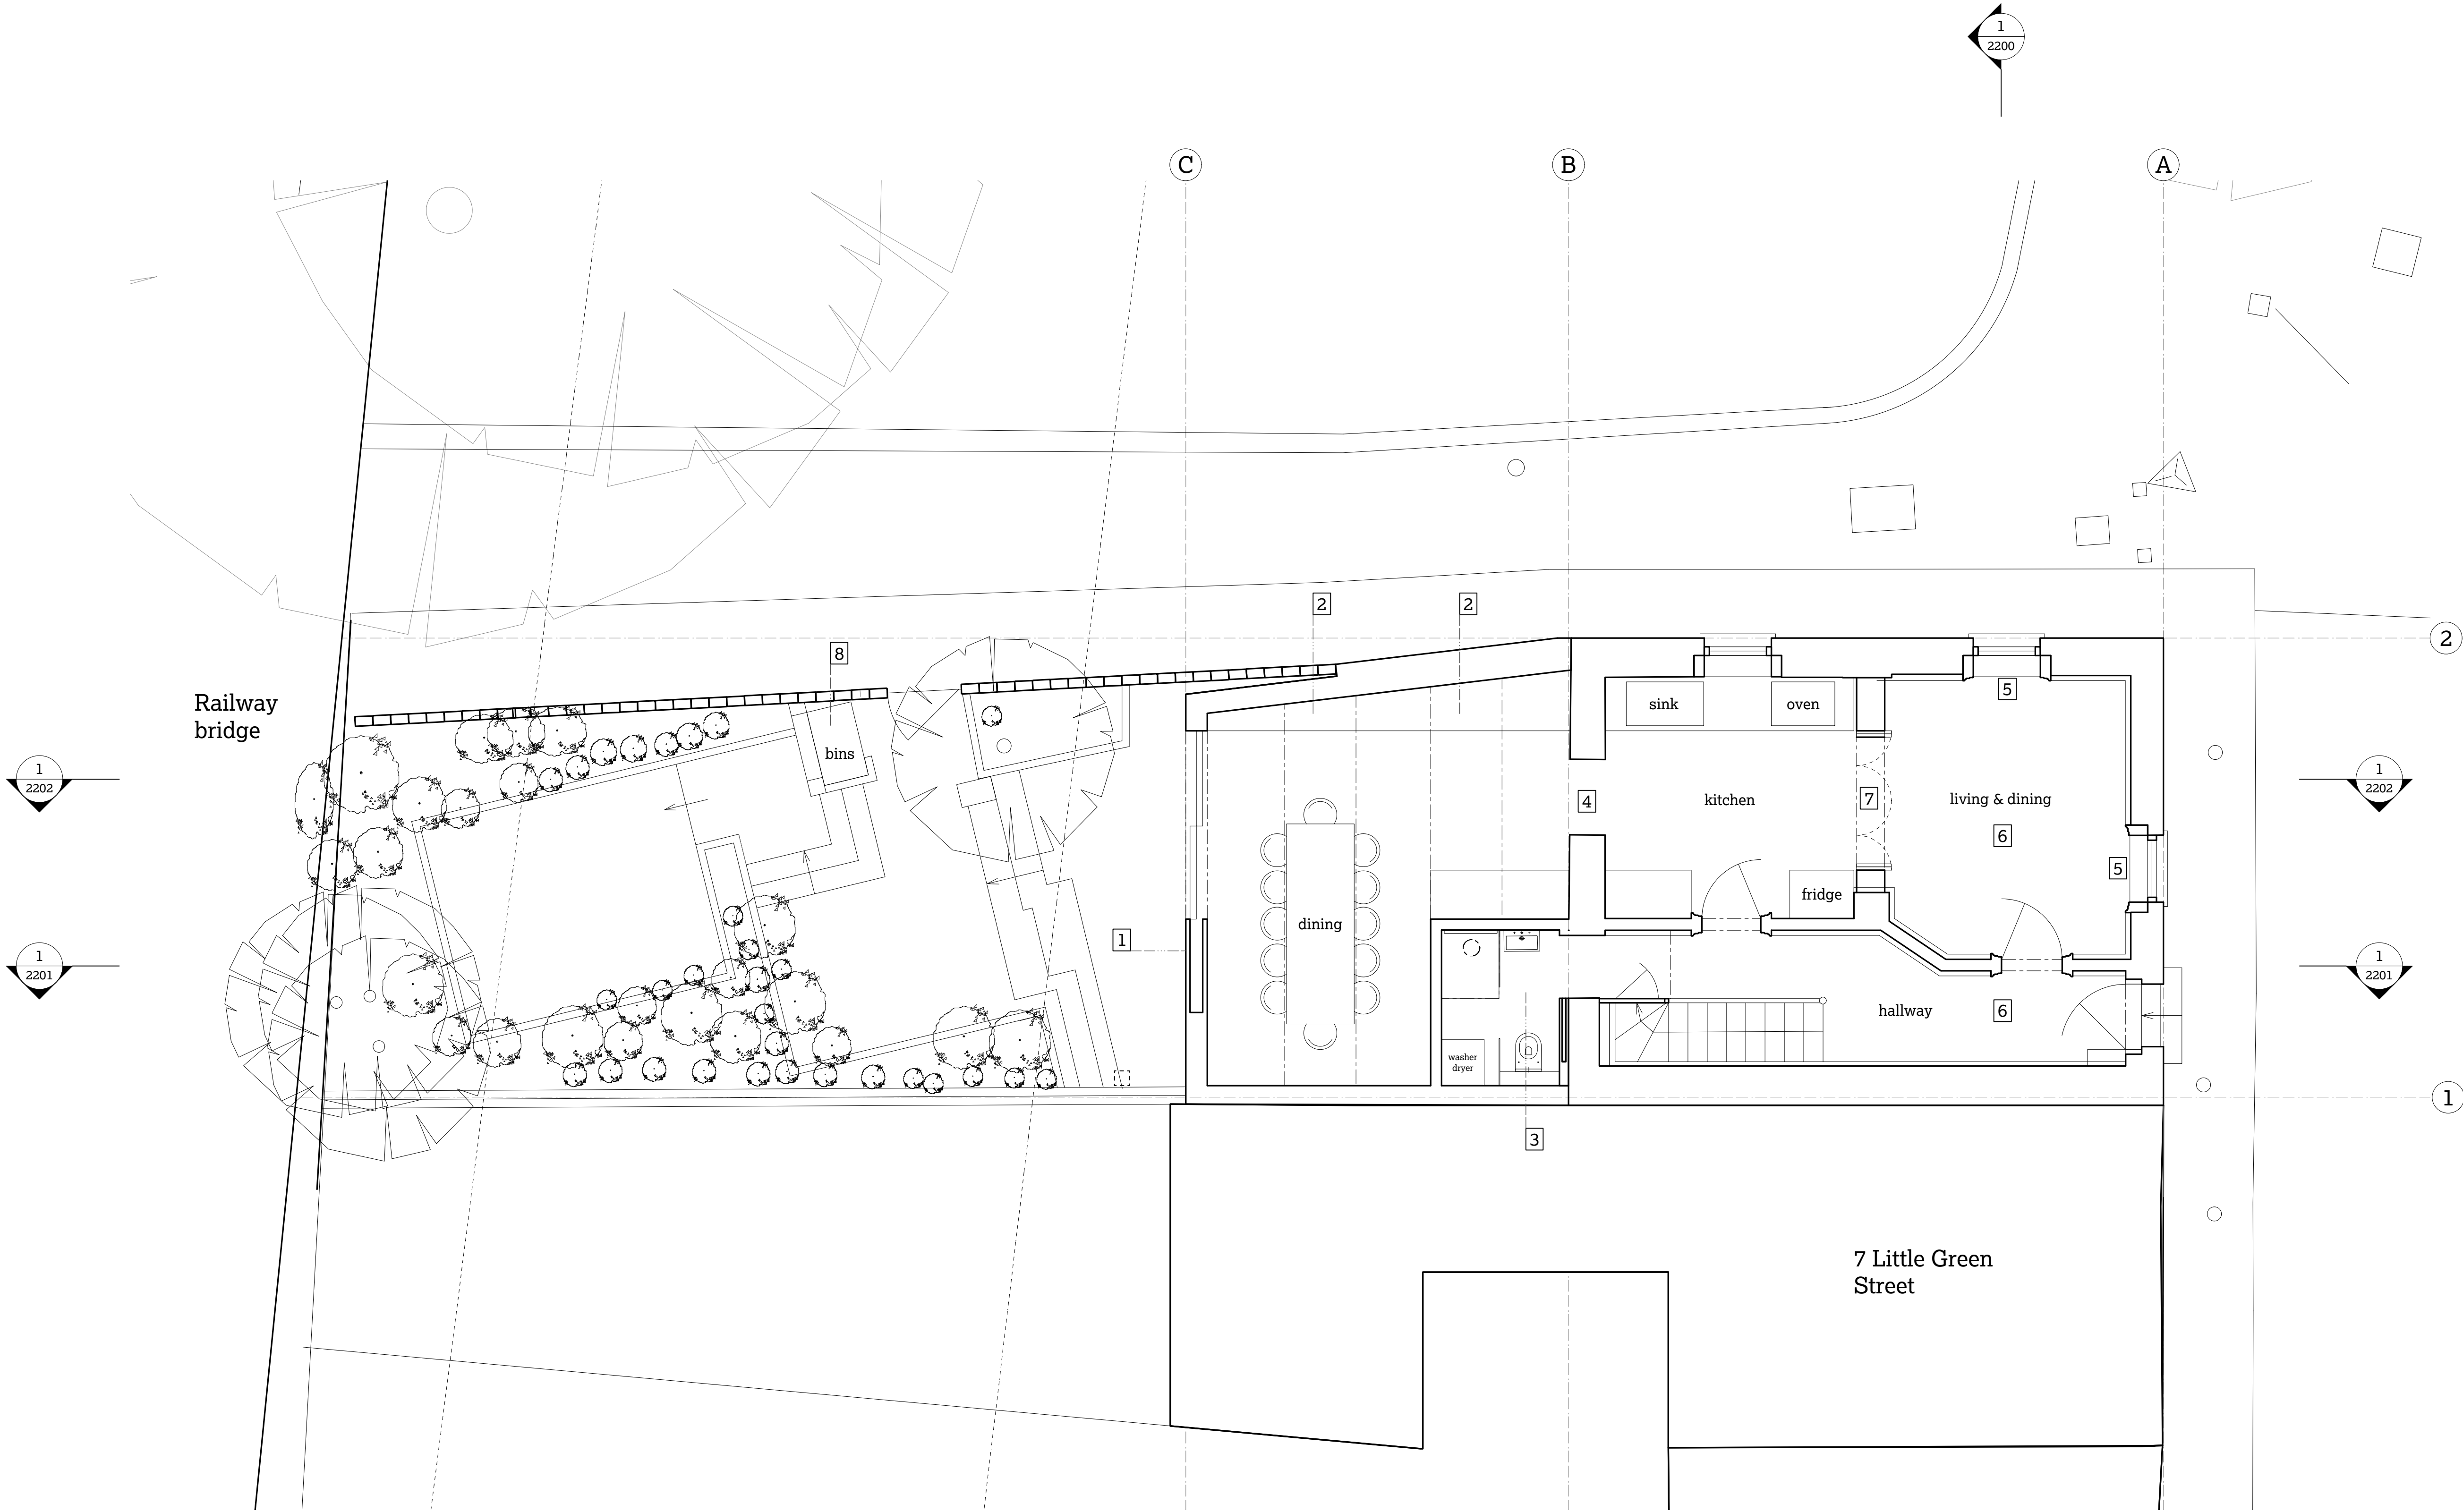 1
2200
C
B
A
2
2
2
8
Railway
bridge
sink
oven
5
bins
1
2202
1
2202
4
kitchen
7
living & dining
6
5
fridge
dining
1
1
2201
1
2201
hallway
6
washer
dryer
1
3
7 Little Green
Street